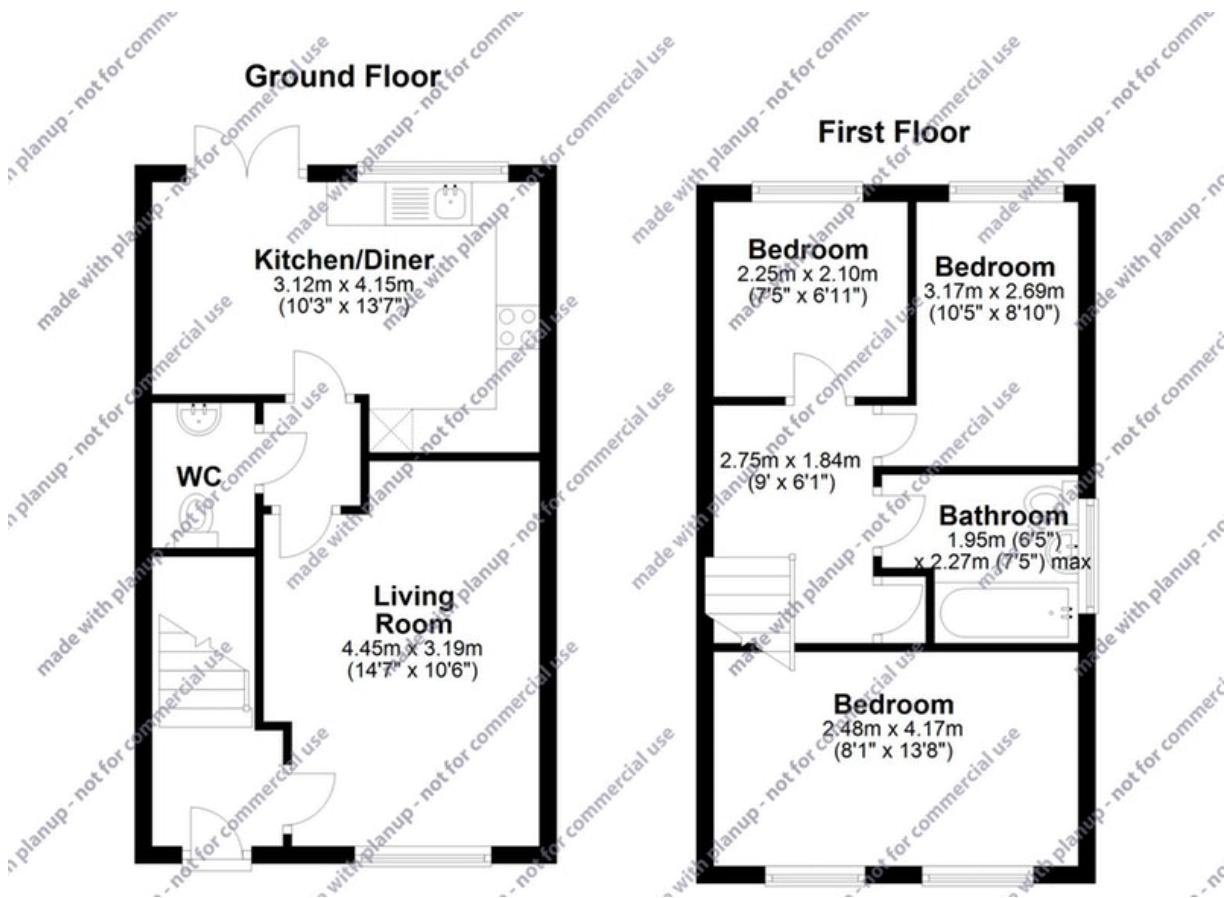 Ground Floor
Kitchen/Diner
3.12m x 4.15m
(10'3" x 13'7")
WC
Living
Room
4.45m x 3.19m
(14'7" x 10'6")
First Floor
Bedroom
2.25m x 2.10m
(7'5" x 6'11")
Bedroom
3.17m x 2.69m
(10'5" x 8'10")
2.75m x 1.84m
(9' x 6'1")
Bathroom
1.95m (6'5")
x 2.27m (7'5") max
Bedroom
2.48m x 4.17m
(8'1" x 13'8")
made with planup - not for commercial use